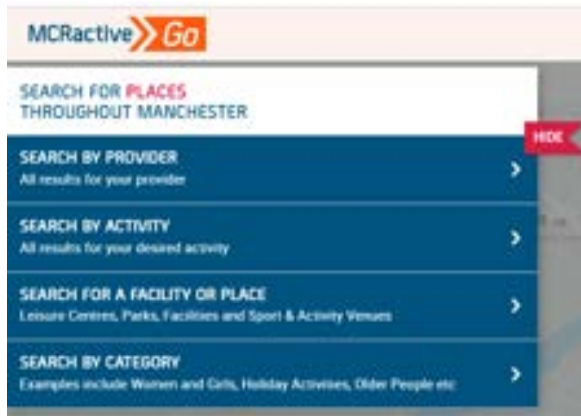 MCRactive Go
SEARCH FOR PLACES
THROUGHOUT MANCHESTER
HIDE
SEARCH BY PROVIDER
All results for your provider
SEARCH BY ACTIVITY
All results for your desired activity
SEARCH FOR A FACILITY OR PLACE
Leisure Centres, Parks, Facilities and Sport & Activity Venues
SEARCH BY CATEGORY
Examples include Women and Girls, Holiday Activities, Older People etc